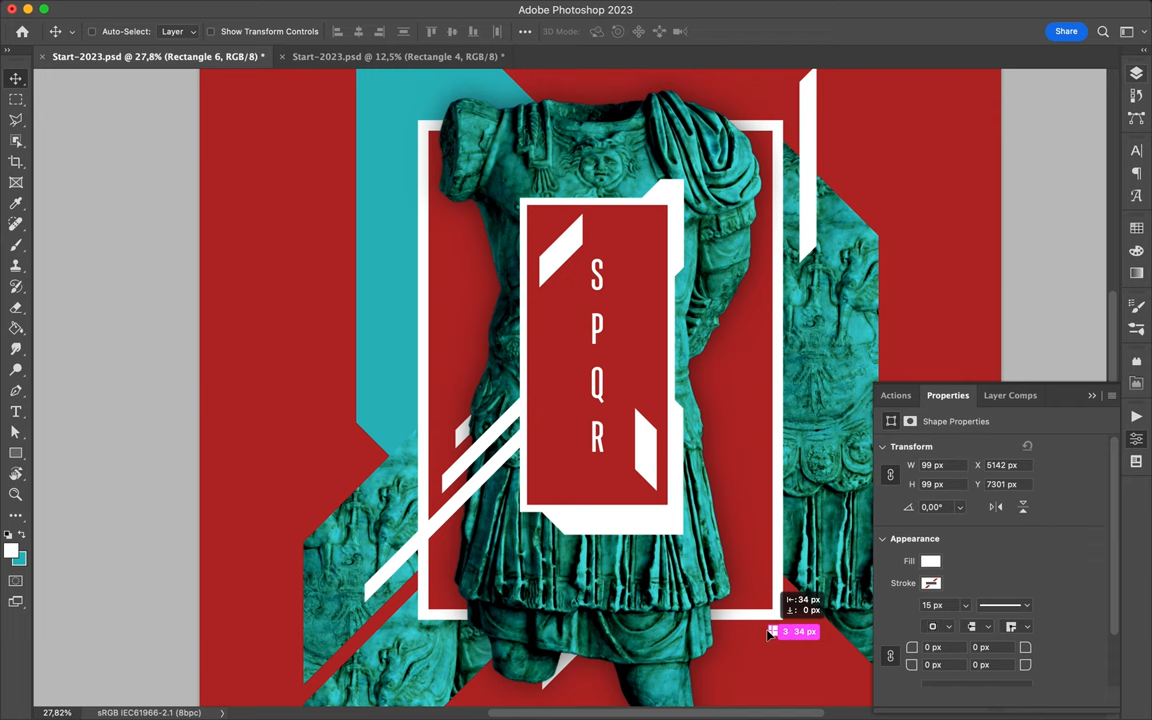 Adobe Photoshop 2023
Auto-Select: Layer Show Transform Controls 3D Mode: Share
Start-2023.psd @ 27,8% (Rectangle 6, RGB/8) * Start-2023.psd @ 12,5% (Rectangle 4, RGB/8) *
S
P
Q
R
Actions Properties Layer Comps
Shape Properties
Transform
W 99 px X 5142 px
H 99 px Y 7301 px
0,00°
Appearance
Fill
Stroke
15 px
0 px 0 px
0 px 0 px
34 px
0 px
34 px
27,82% sRGB IEC61966-2.1 (8bpc)